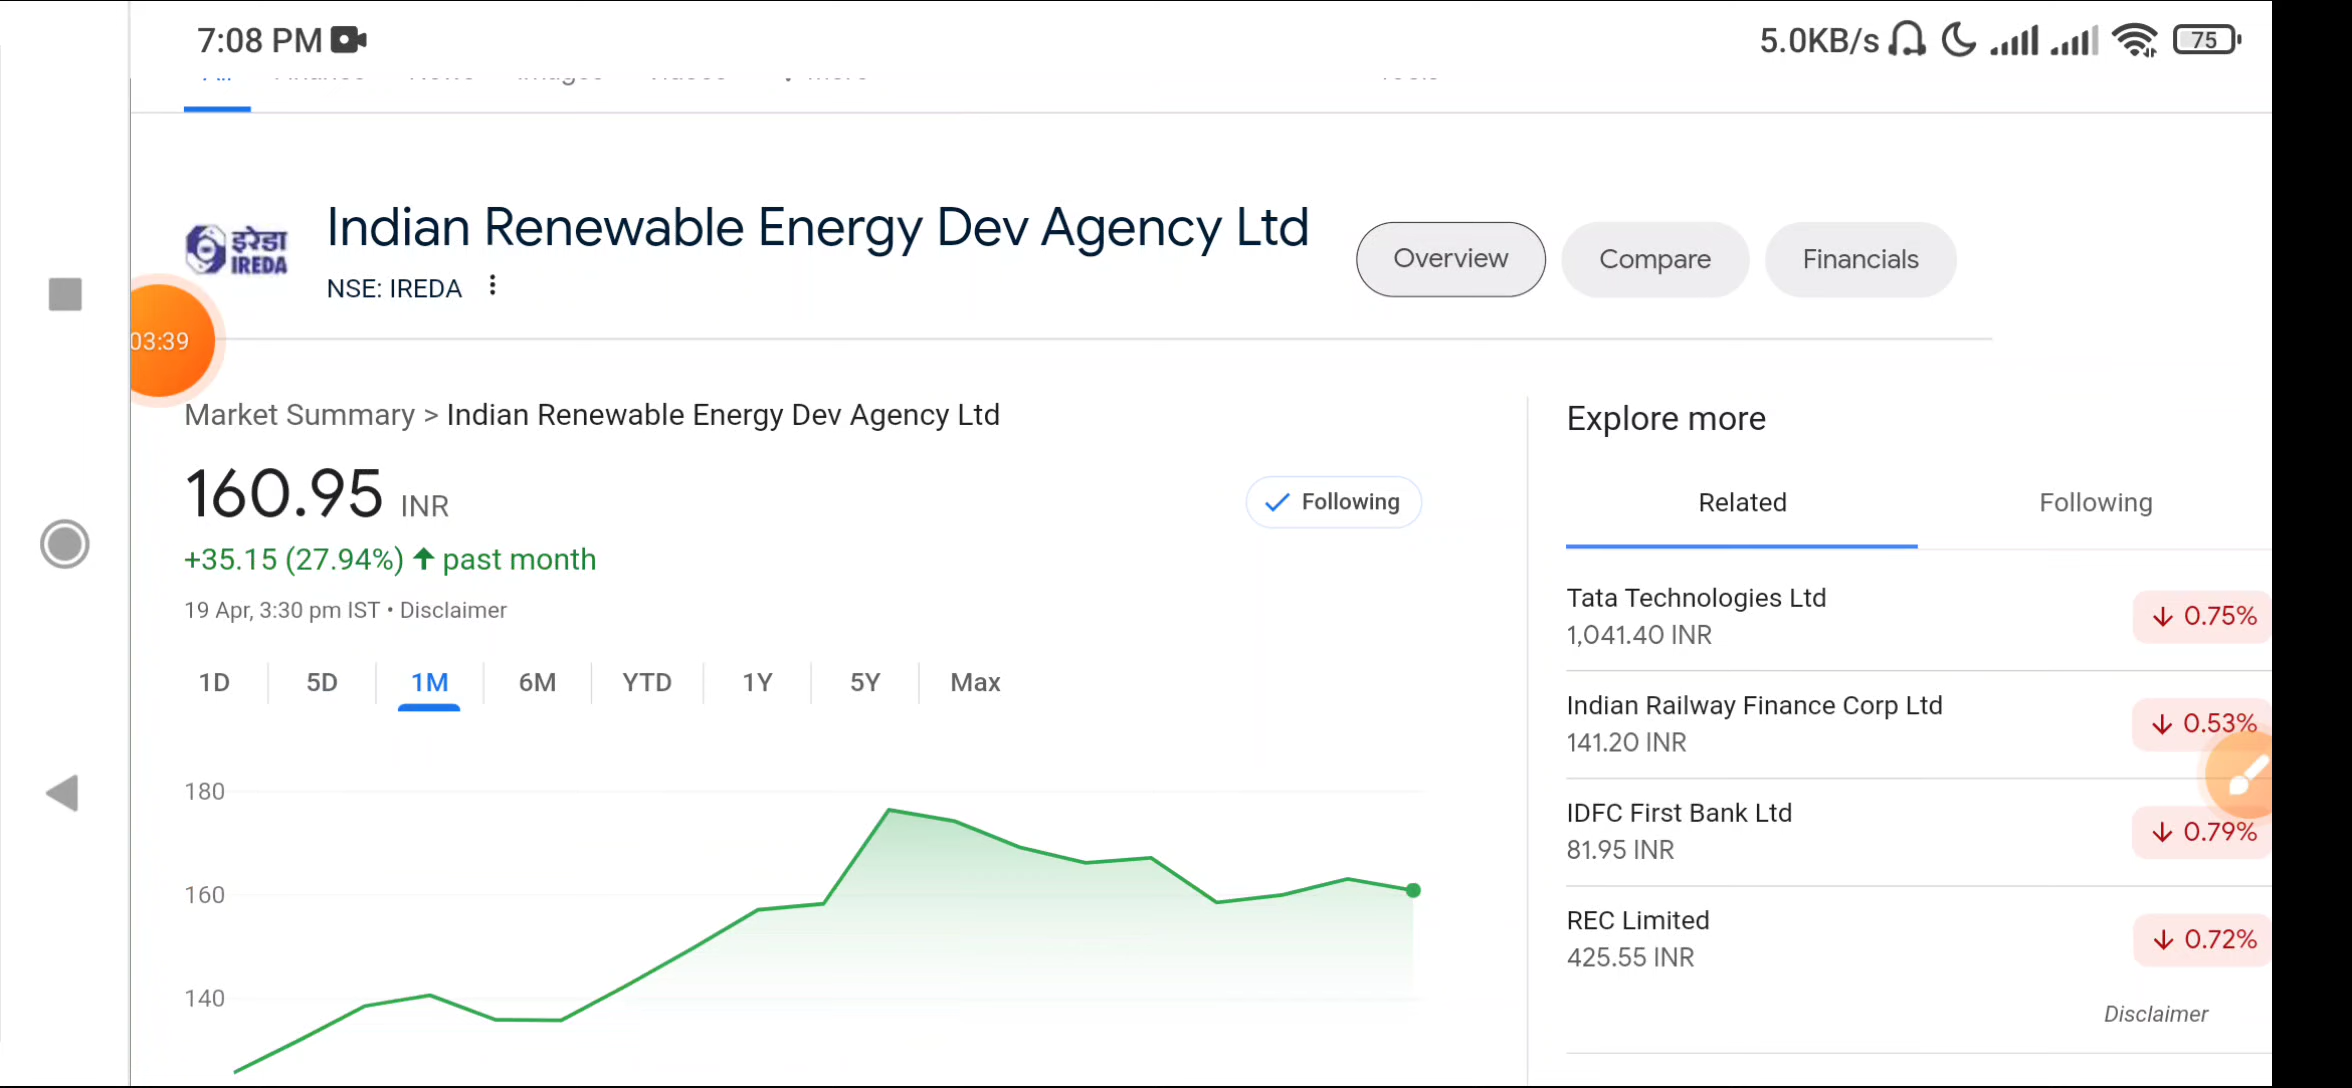 7:08 PM
5.0KB/s
75
Indian Renewable Energy Dev Agency Ltd
इरेडा
IREDA
NSE: IREDA
Overview
Compare
Financials
03:39
Market Summary > Indian Renewable Energy Dev Agency Ltd
160.95 INR
Following
+35.15 (27.94%) ↑ past month
19 Apr, 3:30 pm IST • Disclaimer
1D 5D 1M 6M YTD 1Y 5Y Max
180
160
140
Explore more
Related Following
Tata Technologies Ltd
1,041.40 INR
↓ 0.75%
Indian Railway Finance Corp Ltd
141.20 INR
↓ 0.53%
IDFC First Bank Ltd
81.95 INR
↓ 0.79%
REC Limited
425.55 INR
↓ 0.72%
Disclaimer